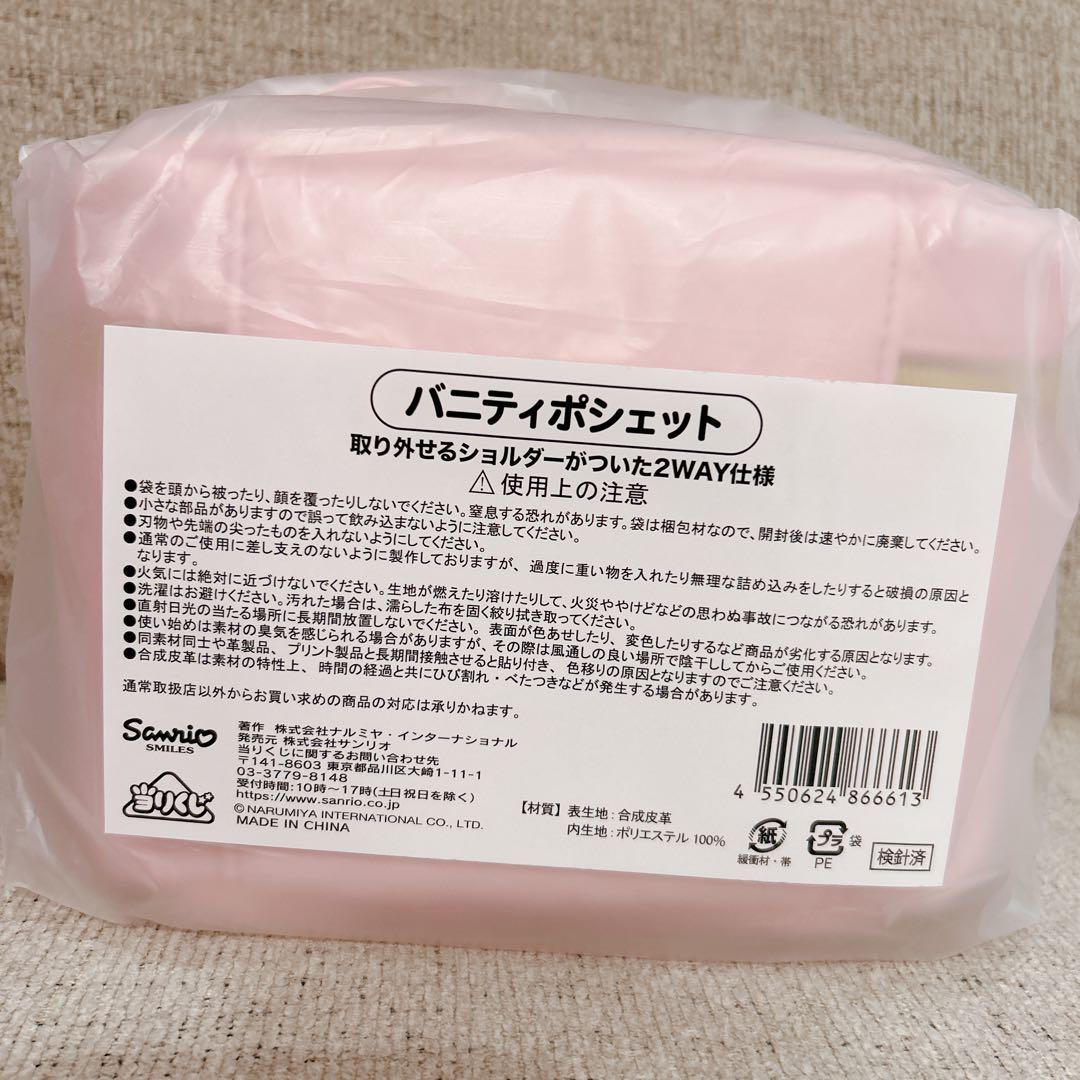 バニティポシェット
取り外せるショルダーがついた2WAY仕様
⚠使用上の注意
●袋を頭から被ったり、顔を覆ったりしないでください。窒息する恐れがあります。袋は梱包材なので、開封後は速やかに廃棄してください。
●小さな部品がありますので誤って飲み込まないように注意してください。
●刃物や先端の尖ったものを入れないようにしてください。
●通常のご使用に差し支えのないように製作しておりますが、過度に重い物を入れたり無理な詰め込みをしたりすると破損の原因と
なります。
●火気には絶対に近づけないでください。生地が燃えたり溶けたりして、火災ややけどなどの思わぬ事故につながる恐れがあります。
●洗濯はお避けください。汚れた場合は、濡らした布を固く絞り拭き取ってください。
●直射日光の当たる場所に長期間放置しないでください。表面が色あせしたり、変色したりするなど商品が劣化する原因となります。
●使い始めは素材の臭気を感じられる場合がありますが、その際は風通しの良い場所で陰干ししてからご使用ください。
●同素材同士や革製品、プリント製品と長期間接触させると貼り付き、色移りの原因となりますのでご注意ください。
●合成皮革は素材の特性上、時間の経過と共にひび割れ・べたつきなどが発生する場合があります。
通常取扱店以外からお買い求めの商品の対応は承りかねます。
Sanrio
SMILES
当りくじ
著作 株式会社ナルミヤ・インターナショナル
発売元 株式会社サンリオ
当りくじに関するお問い合わせ先
〒141-8603 東京都品川区大崎1-11-1
03-3779-8148
受付時間:10時〜17時(土日祝日を除く)
https://www.sanrio.co.jp
© NARUMIYA INTERNATIONAL CO., LTD.
MADE IN CHINA
【材質】表生地:合成皮革
内生地:ポリエステル 100%
4 550624 866613
紙
緩衝材・帯
プラ
袋
PE
検針済